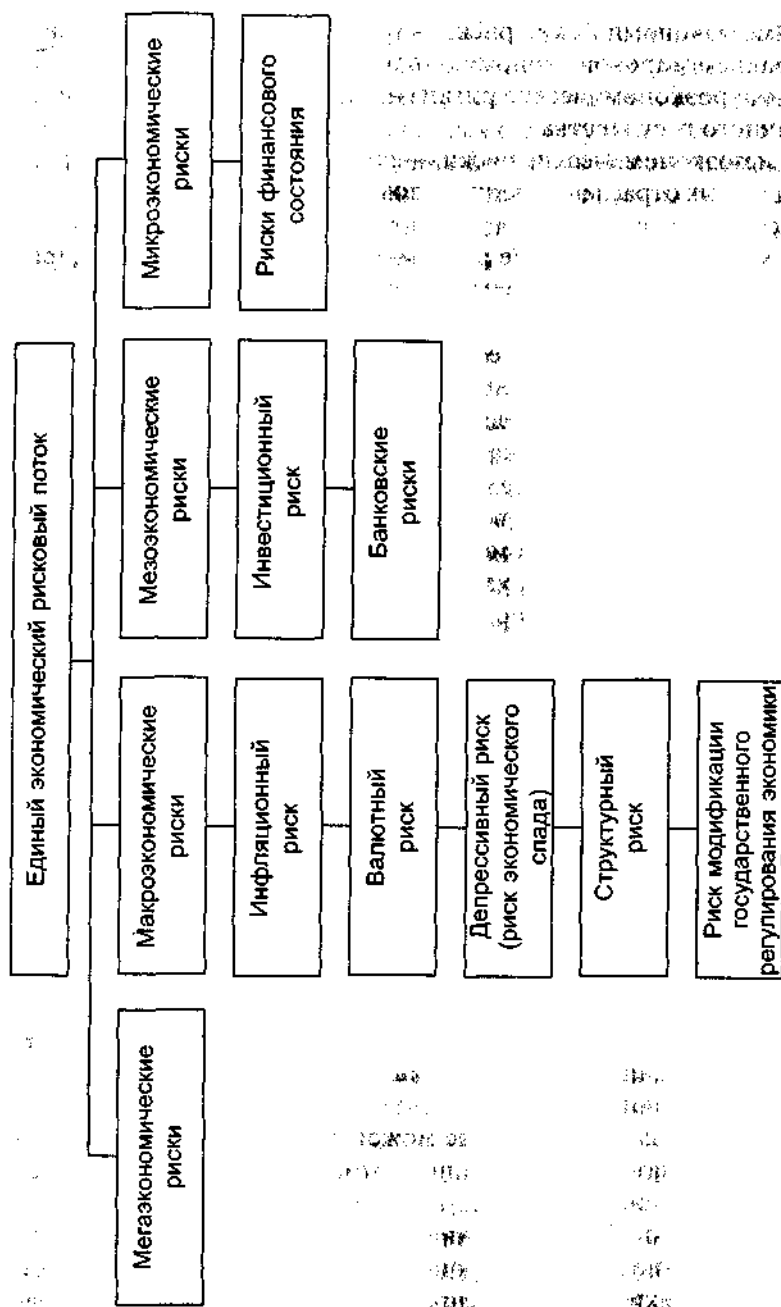 Единый экономический рисковый поток
Мегаэкономические
риски
Макроэкономические
риски
Инфляционный
риск
Валютный
риск
Депрессивный риск
(риск экономического
спада)
Структурный
риск
Риск модификации
государственного
регулирования экономики
Мезоэкономические
риски
Инвестиционный
риск
Банковские
риски
Микроэкономические
риски
Риски финансового
состояния